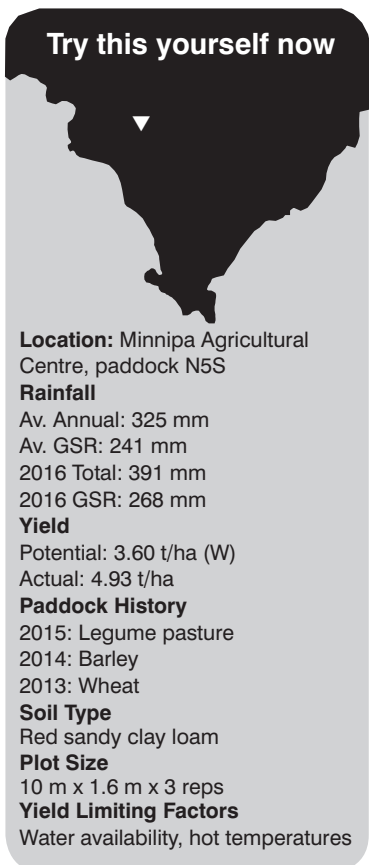 Try this yourself now
Location: Minnipa Agricultural
Centre, paddock N5S
Rainfall
Av. Annual: 325 mm
Av. GSR: 241 mm
2016 Total: 391 mm
2016 GSR: 268 mm
Yield
Potential: 3.60 t/ha (W)
Actual: 4.93 t/ha
Paddock History
2015: Legume pasture
2014: Barley
2013: Wheat
Soil Type
Red sandy clay loam
Plot Size
10 m x 1.6 m x 3 reps
Yield Limiting Factors
Water availability, hot temperatures